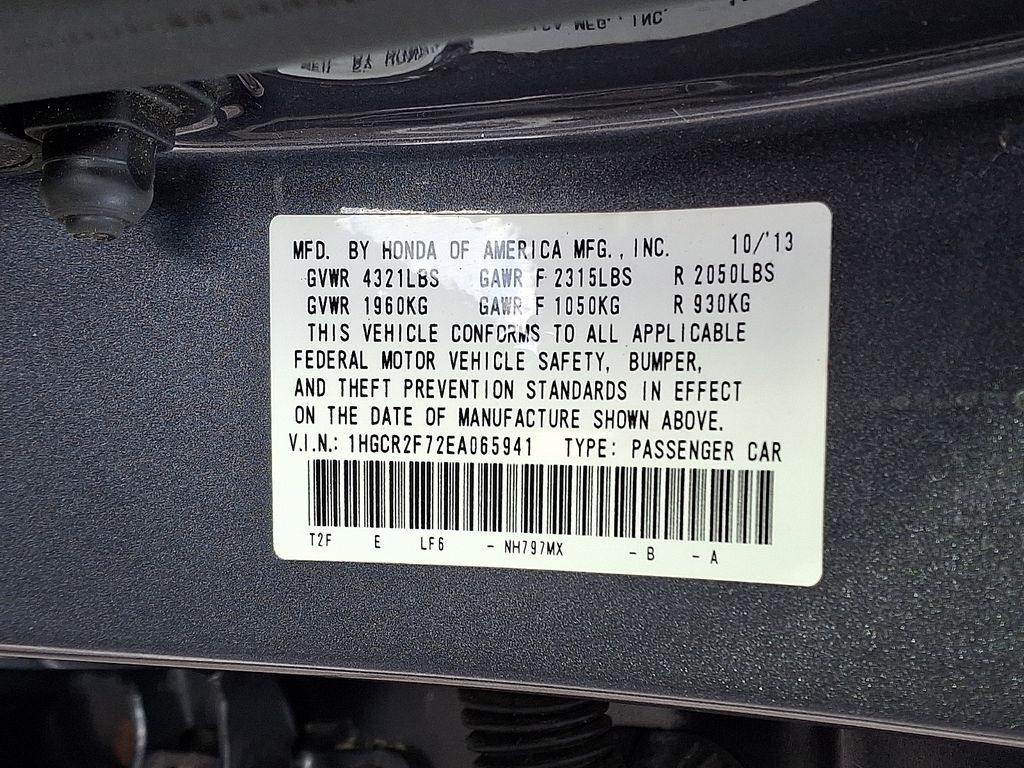 MFD. BY HONDA OF AMERICA MFG., INC. 10/'13
GVWR 4321LBS GAWR F 2315LBS R 2050LBS
GVWR 1960KG GAWR F 1050KG R 930KG
THIS VEHICLE CONFORMS TO ALL APPLICABLE
FEDERAL MOTOR VEHICLE SAFETY, BUMPER,
AND THEFT PREVENTION STANDARDS IN EFFECT
ON THE DATE OF MANUFACTURE SHOWN ABOVE.
V.I.N.: 1HGCR2F72EA065941 TYPE: PASSENGER CAR
T2F E LF6 - NH797MX - B - A